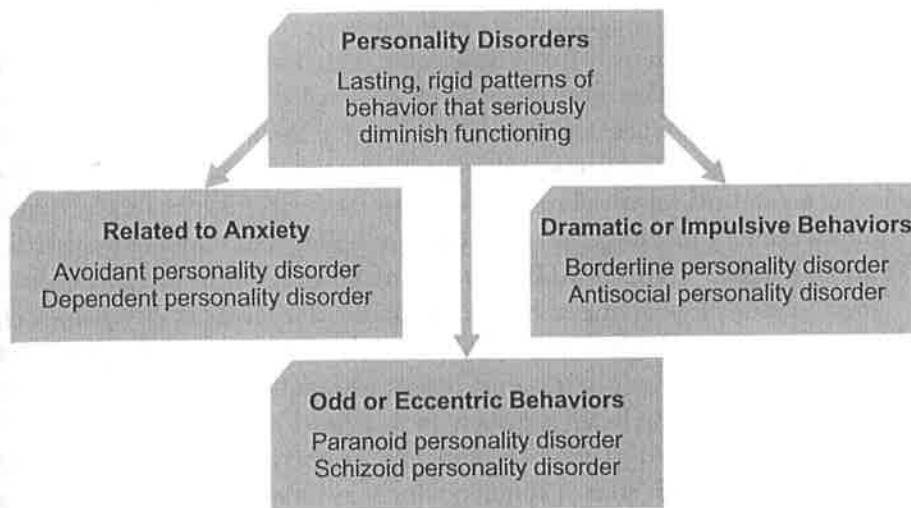 Personality Disorders
Lasting, rigid patterns of
behavior that seriously
diminish functioning
Related to Anxiety
Avoidant personality disorder
Dependent personality disorder
Dramatic or Impulsive Behaviors
Borderline personality disorder
Antisocial personality disorder
Odd or Eccentric Behaviors
Paranoid personality disorder
Schizoid personality disorder